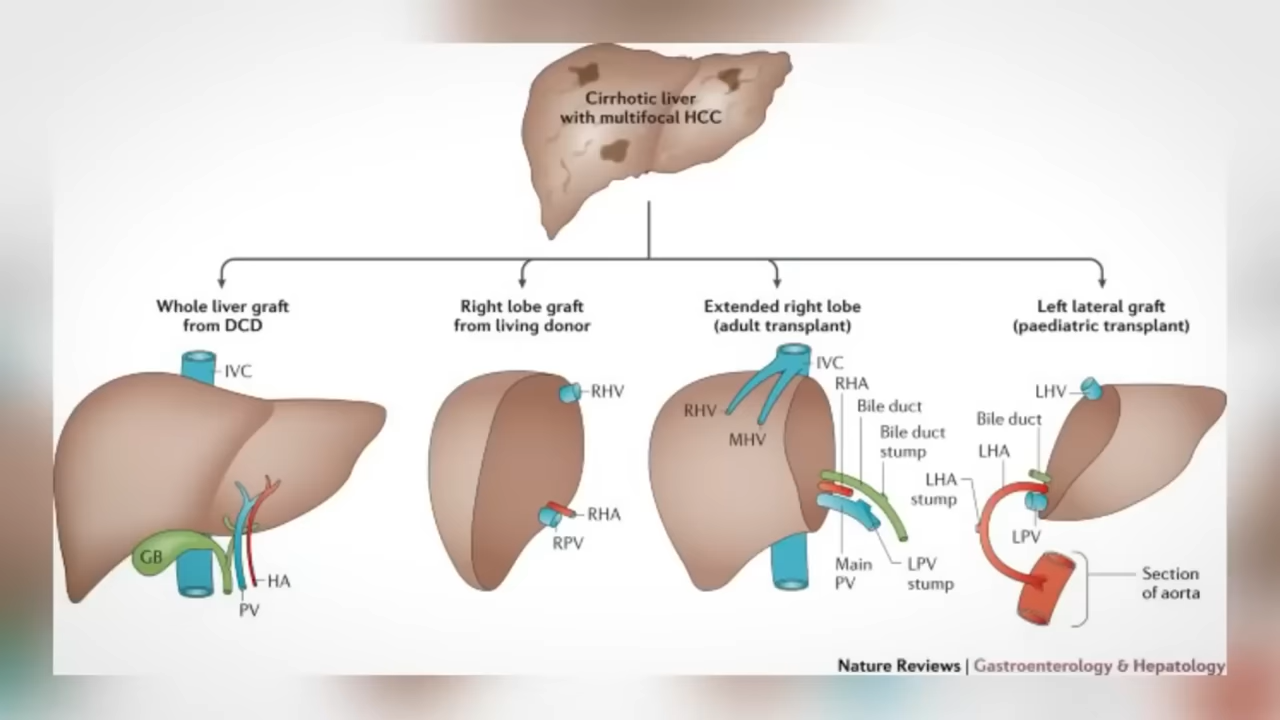 Cirrhotic liver
with multifocal HCC
Whole liver graft
from DCD
Right lobe graft
from living donor
Extended right lobe
(adult transplant)
Left lateral graft
(paediatric transplant)
IVC
GB
HA
PV
RHV
RHA
RPV
IVC
RHA
Bile duct
Bile duct
stump
RHV
MHV
Main
PV
LPV
stump
LHV
Bile duct
LHA
LHA
stump
LPV
Section
of aorta
Nature Reviews | Gastroenterology & Hepatology